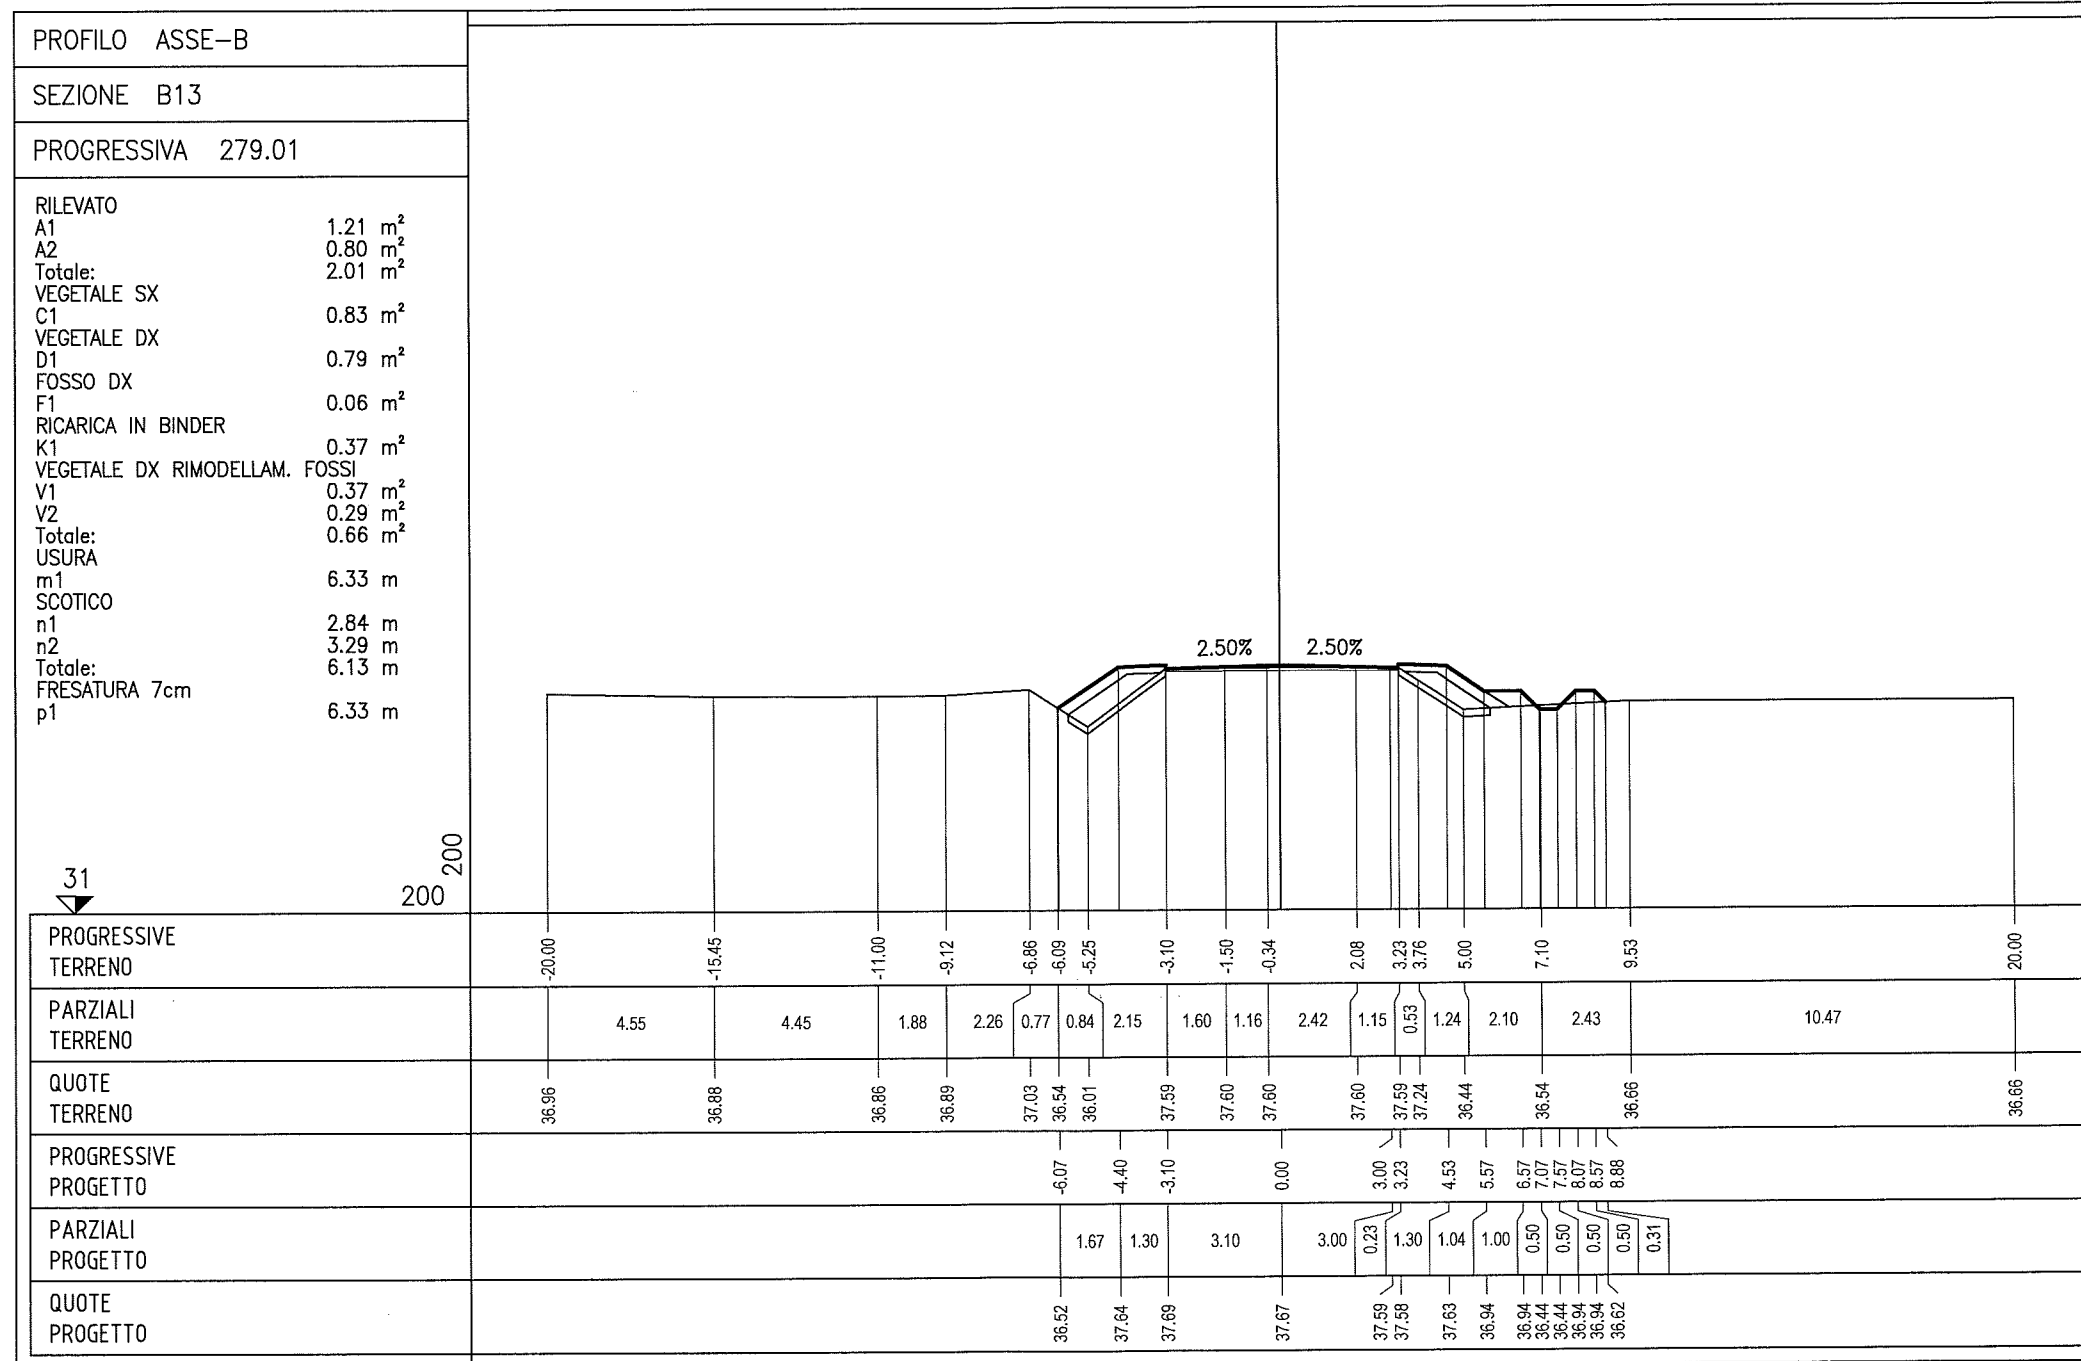 PROFILO ASSE-B
SEZIONE B13
PROGRESSIVA 279.01
RILEVATO
A1 1.21 m²
A2 0.80 m²
Totale: 2.01 m²
VEGETALE SX
C1 0.83 m²
VEGETALE DX
D1 0.79 m²
FOSSO DX
F1 0.06 m²
RICARICA IN BINDER
K1 0.37 m²
VEGETALE DX RIMODELLAM. FOSSI
V1 0.37 m²
V2 0.29 m²
Totale: 0.66 m²
USURA
m1 6.33 m
SCOTICO
n1 2.84 m
n2 3.29 m
Totale: 6.13 m
FRESATURA 7cm
p1 6.33 m
2.50% 2.50%
31
200
200
PROGRESSIVE
TERRENO
-20.00 -15.45 -11.00 -9.12 -6.86 -6.09 -5.25 -3.10 -1.50 -0.34 2.08 3.23 3.76 5.00 7.10 9.53 20.00
PARZIALI
TERRENO
4.55 4.45 1.88 2.26 0.77 0.84 2.15 1.60 1.16 2.42 1.15 0.53 1.24 2.10 2.43 10.47
QUOTE
TERRENO
36.96 36.88 36.86 36.89 37.03 36.54 36.01 37.59 37.60 37.60 37.60 37.59 37.24 36.44 36.54 36.66 36.66
PROGRESSIVE
PROGETTO
-6.07 -4.40 -3.10 0.00 3.00 3.23 4.53 5.57 6.57 7.07 7.57 8.07 8.57 8.88
PARZIALI
PROGETTO
1.67 1.30 3.10 3.00 0.23 1.30 1.04 1.00 0.50 0.50 0.50 0.50 0.31
QUOTE
PROGETTO
36.52 37.64 37.69 37.67 37.59 37.58 37.63 36.94 36.94 36.44 36.44 36.94 36.94 36.62